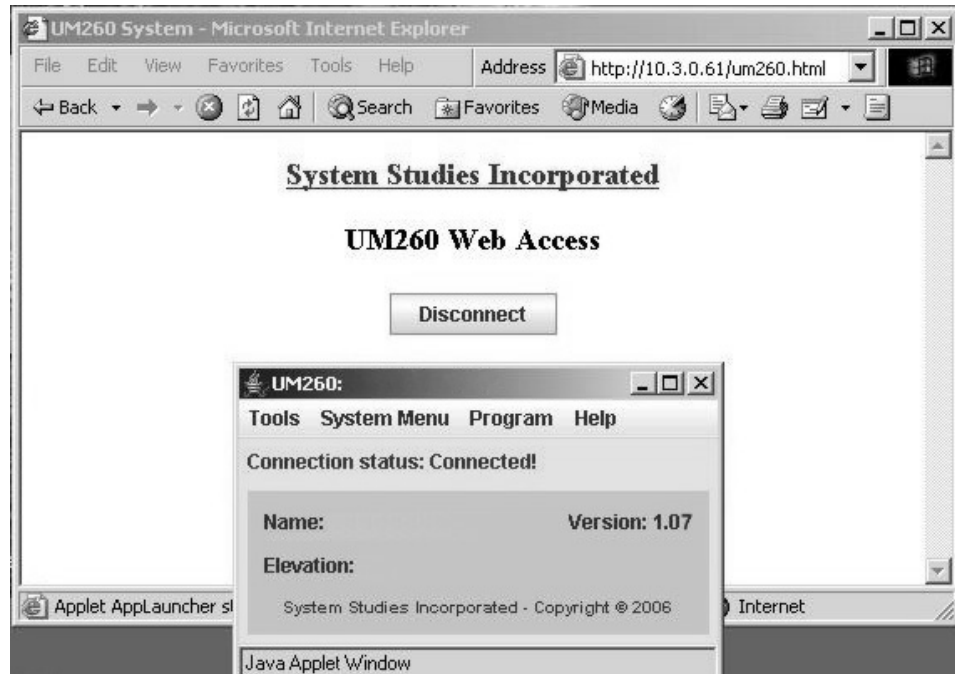 UM260 System - Microsoft Internet Explorer
File Edit View Favorites Tools Help Address http://10.3.0.61/um260.html
Back Search Favorites Media
System Studies Incorporated
UM260 Web Access
Disconnect
UM260:
Tools System Menu Program Help
Connection status: Connected!
Name: Version: 1.07
Elevation:
System Studies Incorporated - Copyright © 2006
Applet AppLauncher Internet
Java Applet Window